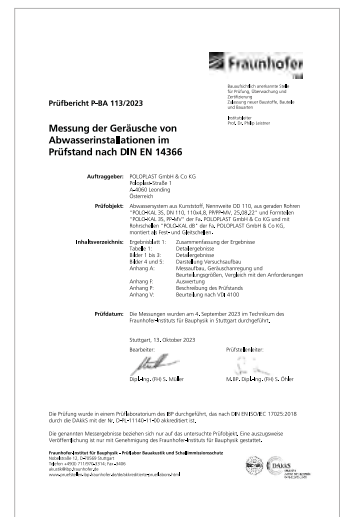 Fraunhofer
IBP
Bauaufsichtlich anerkannte Stelle
für Prüfung, Überwachung und
Zertifizierung
Zulassung neuer Baustoffe, Bauteile
und Bauarten
Institutsleiter
Prof. Dr. Philip Leistner
Prüfbericht P-BA 113/2023
Messung der Geräusche von
Abwasserinstallationen im
Prüfstand nach DIN EN 14366
Auftraggeber: POLOPLAST GmbH & Co KG
Poloplast-Straße 1
A-4060 Leonding
Österreich
Prüfobjekt: Abwassersystem aus Kunststoff, Nennweite OD 110, aus geraden Rohren
"POLO-KAL 3S, DN 110, 110x4,8, PP/PP-MV, 25.08.22" und Formteilen
"POLO-KAL 3S, PP-MV" der Fa. POLOPLAST GmbH & Co KG und mit
Rohrschellen "POLO-KAL dB" der Fa. POLOPLAST GmbH & Co KG,
montiert als Fest- und Gleitschellen.
Inhaltsverzeichnis: Ergebnisblatt 1: Zusammenfassung der Ergebnisse
Tabelle 1: Detailergebnisse
Bilder 1 bis 3: Detailergebnisse
Bilder 4 und 5: Darstellung Versuchsaufbau
Anhang A: Messaufbau, Geräuschanregung und
Beurteilungsgrößen, Vergleich mit den Anforderungen
Anhang F: Auswertung
Anhang P: Beschreibung des Prüfstands
Anhang V: Beurteilung nach VDI 4100
Prüfdatum: Die Messungen wurden am 4. September 2023 im Technikum des
Fraunhofer-Instituts für Bauphysik in Stuttgart durchgeführt.
Stuttgart, 13. Oktober 2023
Bearbeiter: Prüfstellenleiter:
Dipl.-Ing. (FH) S. Müller M.BP. Dipl.-Ing. (FH) S. Öhler
Die Prüfung wurde in einem Prüflaboratorium des IBP durchgeführt, das nach DIN EN ISO/IEC 17025:2018
durch die DAkkS mit der Nr. D-PL-11140-11-00 akkreditiert ist.
Die genannten Messergebnisse beziehen sich nur auf das untersuchte Prüfobjekt. Eine auszugsweise
Veröffentlichung ist nur mit Genehmigung des Fraunhofer-Instituts für Bauphysik gestattet.
Fraunhofer-Institut für Bauphysik - Prüflabor Bauakustik und Schallimmissionsschutz
Nobelstraße 12, D-70569 Stuttgart
DAkkS